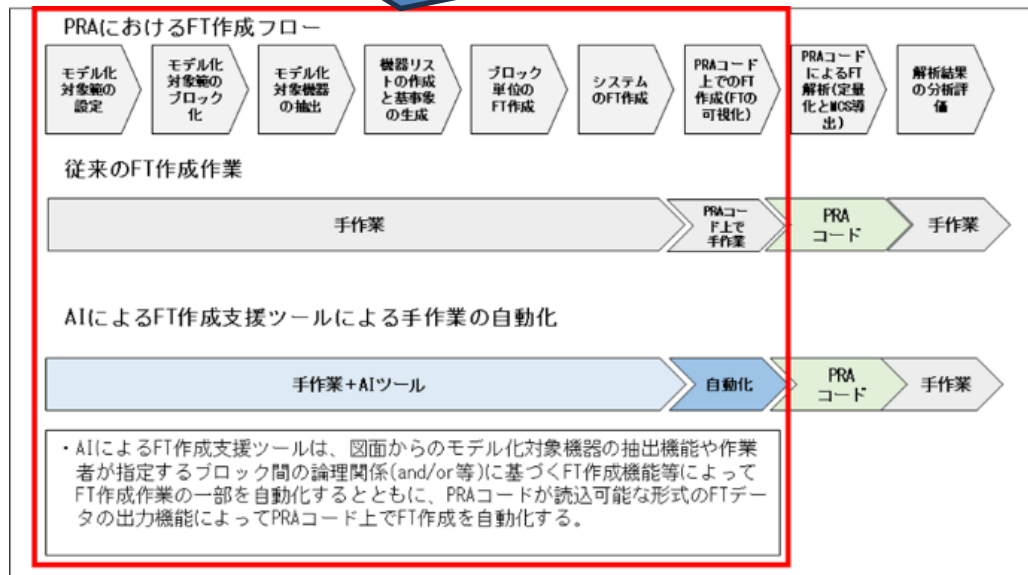 PRAにおけるFT作成フロー
モデル化
対象範の
設定
モデル化
対象範の
ブロック
化
モデル化
対象機器
の抽出
機器リス
トの作成
と基事象
の生成
ブロック
単位の
FT作成
システム
のFT作成
PRAコード
上でのFT
作成(FTの
可視化)
PRAコード
によるFT
解析(定量
化とMCS導
出)
解析結果
の分析評
価
従来のFT作成作業
手作業
PRAコー
ド上で
手作業
PRA
コード
手作業
AIによるFT作成支援ツールによる手作業の自動化
手作業+AIツール
自動化
PRA
コード
手作業
・AIによるFT作成支援ツールは、図面からのモデル化対象機器の抽出機能や作業
者が指定するブロック間の論理関係(and/or等)に基づくFT作成機能等によって
FT作成作業の一部を自動化するとともに、PRAコードが読込可能な形式のFTデー
タの出力機能によってPRAコード上でFT作成を自動化する。